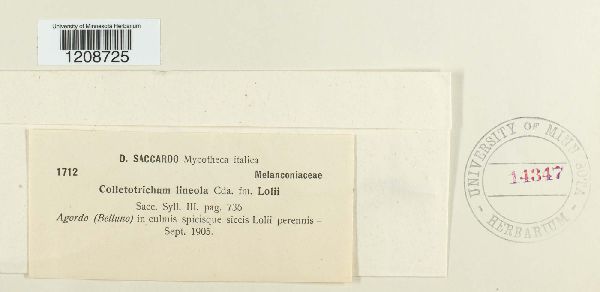 University of Minnesota Herbarium
1208725
D. SACCARDO Mycotheca italica
1712
Melanconiaceae
Colletotrichum lineola Cda. fm. Lolii
Sacc. Syll. III. pag. 736
Agordo (Belluno) in culmis spicisque siccis Lolii perennis –
Sept. 1905.
UNIVERSITY OF MINNESOTA
14347
- HERBARIUM -